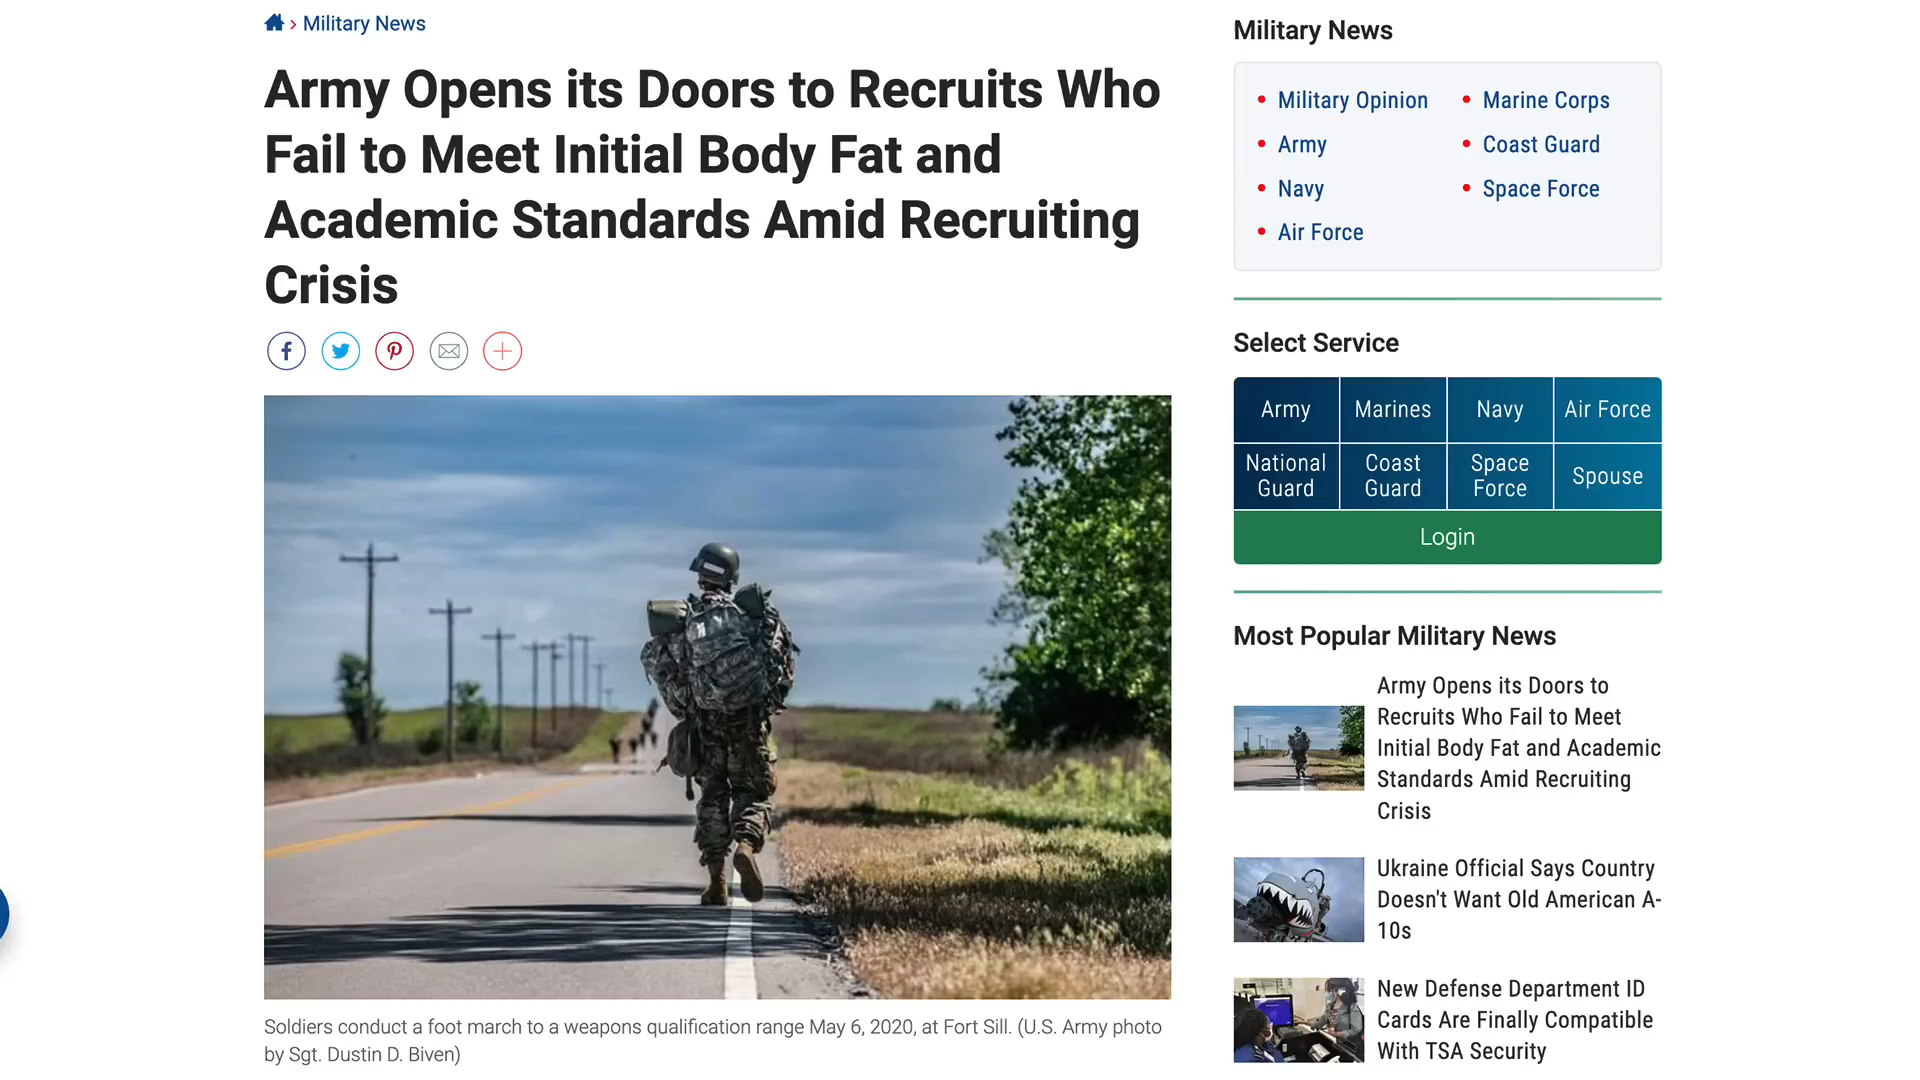 Military News
Army Opens its Doors to Recruits Who
Fail to Meet Initial Body Fat and
Academic Standards Amid Recruiting
Crisis
Soldiers conduct a foot march to a weapons qualification range May 6, 2020, at Fort Sill. (U.S. Army photo
by Sgt. Dustin D. Biven)
Military News
Military Opinion
Army
Navy
Air Force
Marine Corps
Coast Guard
Space Force
Select Service
Army
Marines
Navy
Air Force
National
Guard
Coast
Guard
Space
Force
Spouse
Login
Most Popular Military News
Army Opens its Doors to
Recruits Who Fail to Meet
Initial Body Fat and Academic
Standards Amid Recruiting
Crisis
Ukraine Official Says Country
Doesn't Want Old American A-
10s
New Defense Department ID
Cards Are Finally Compatible
With TSA Security